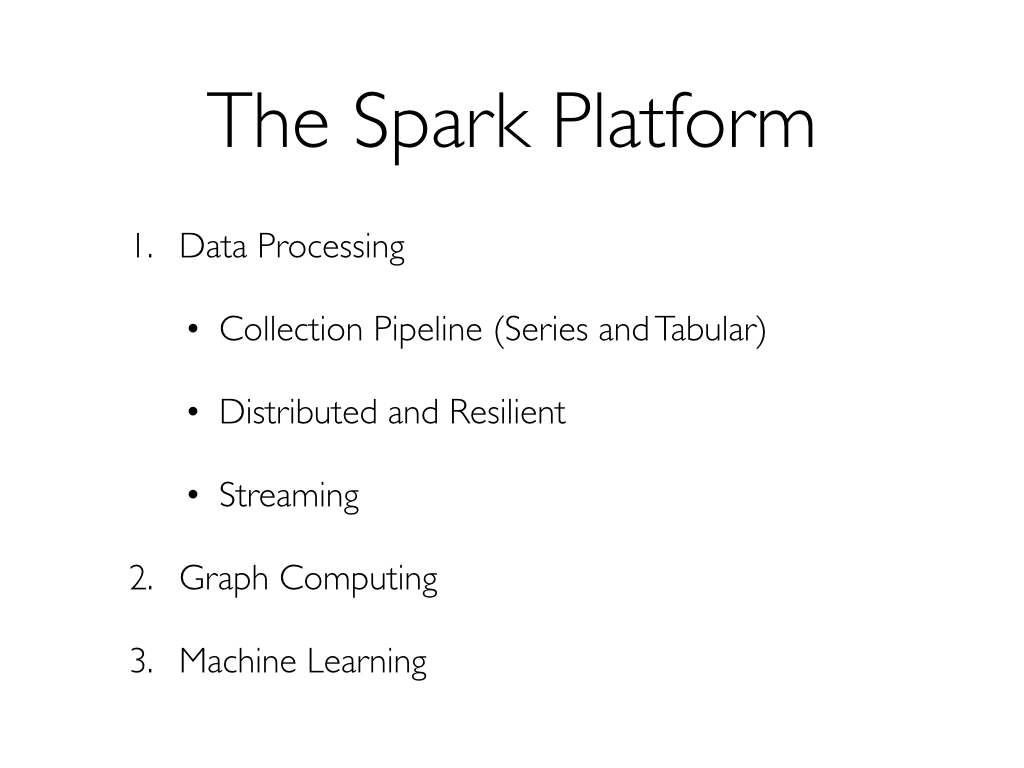 The Spark Platform
1. Data Processing
• Collection Pipeline (Series and Tabular)
• Distributed and Resilient
• Streaming
2. Graph Computing
3. Machine Learning